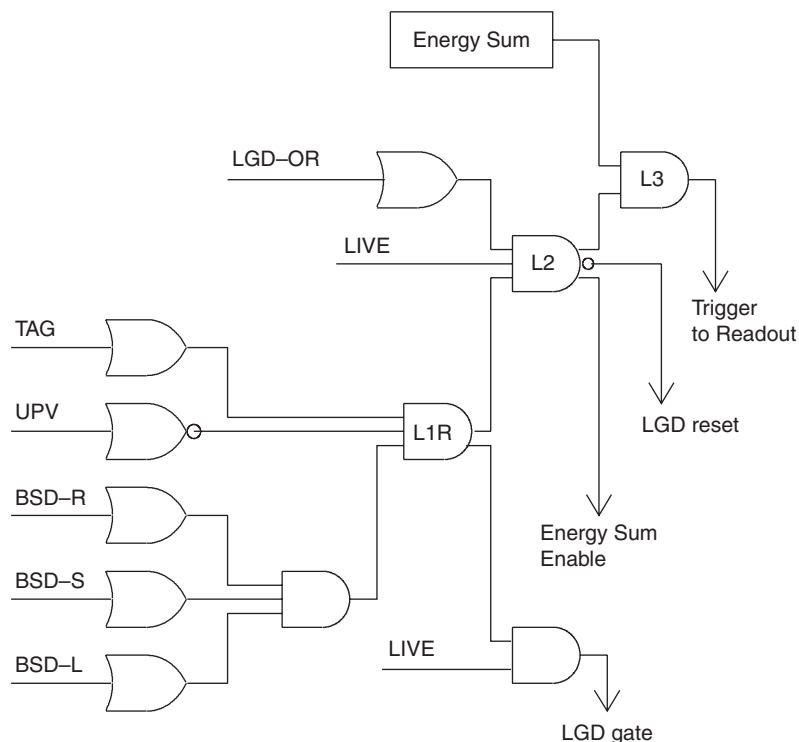 Energy Sum
LGD–OR
L3
LIVE
L2
Trigger
to Readout
TAG
UPV
L1R
LGD reset
BSD–R
Energy Sum
Enable
BSD–S
LIVE
BSD–L
LGD gate